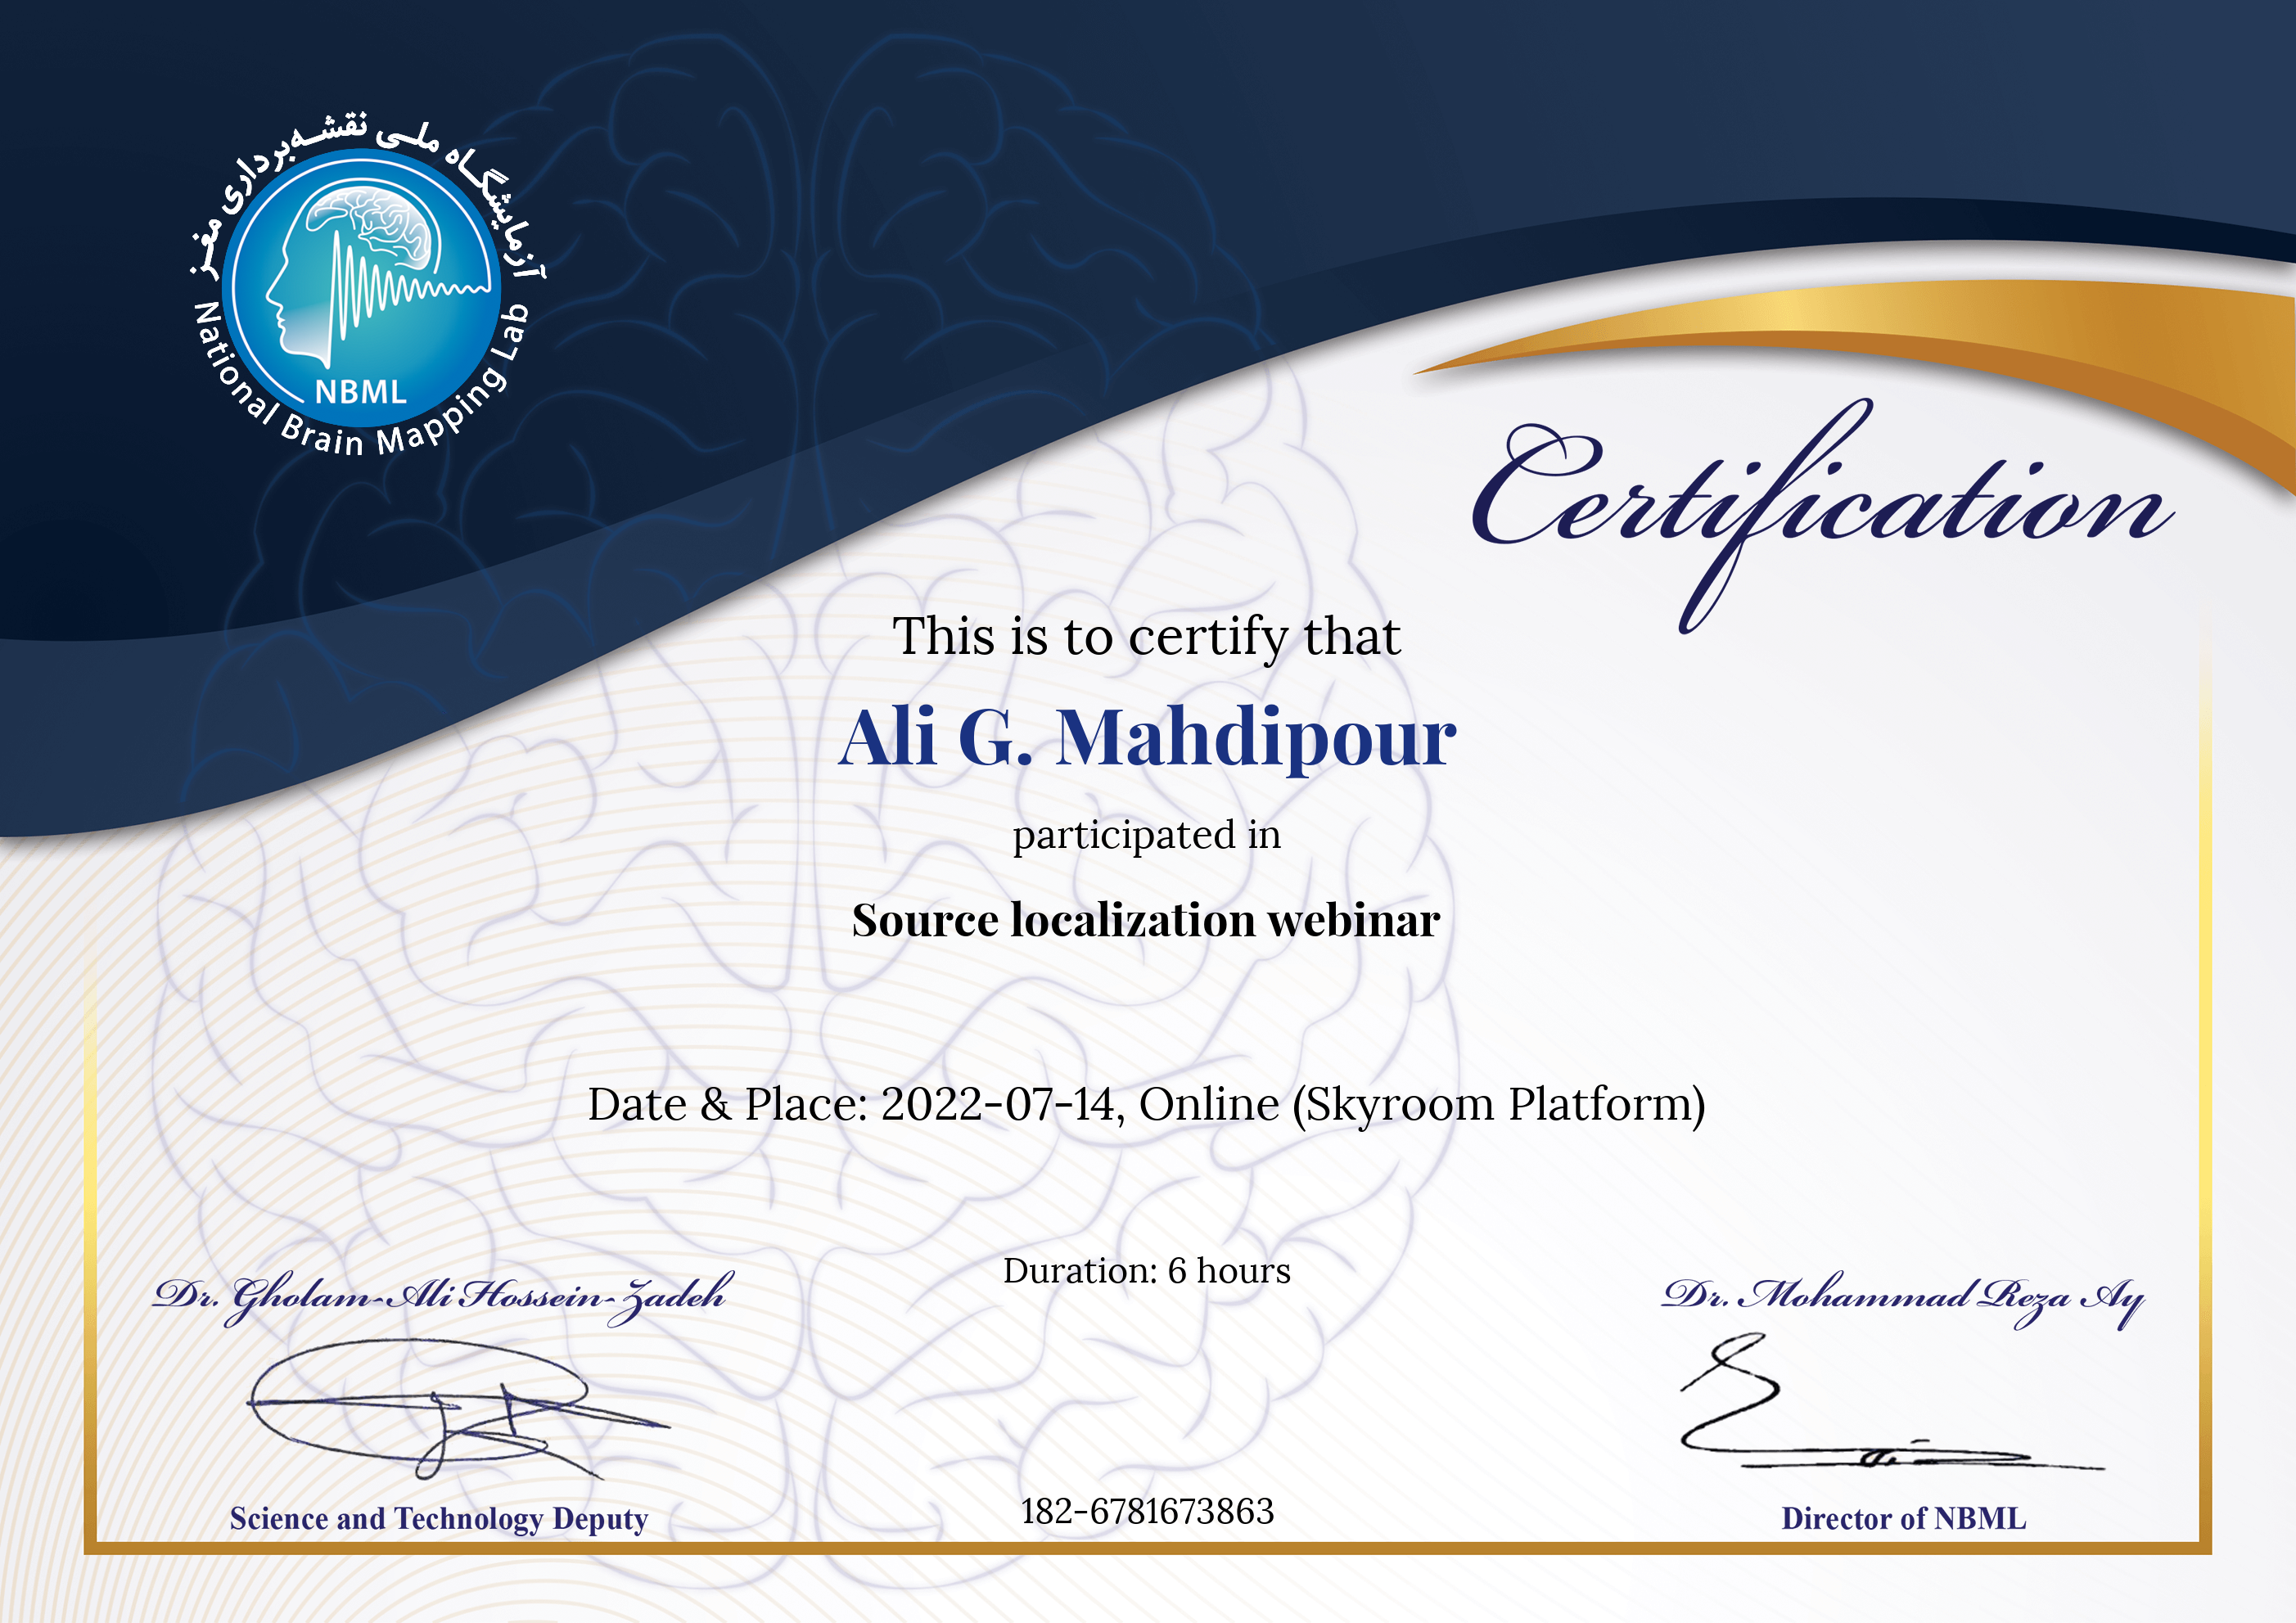 آزمایشگاه ملی نقشه‌برداری مغز
NBML
National Brain Mapping Lab
Certification
This is to certify that
Ali G. Mahdipour
participated in
Source localization webinar
Date & Place: 2022-07-14, Online (Skyroom Platform)
Duration: 6 hours
Dr. Gholam-Ali Hossein-Zadeh
Dr. Mohammad Reza Ay
Science and Technology Deputy
182-6781673863
Director of NBML